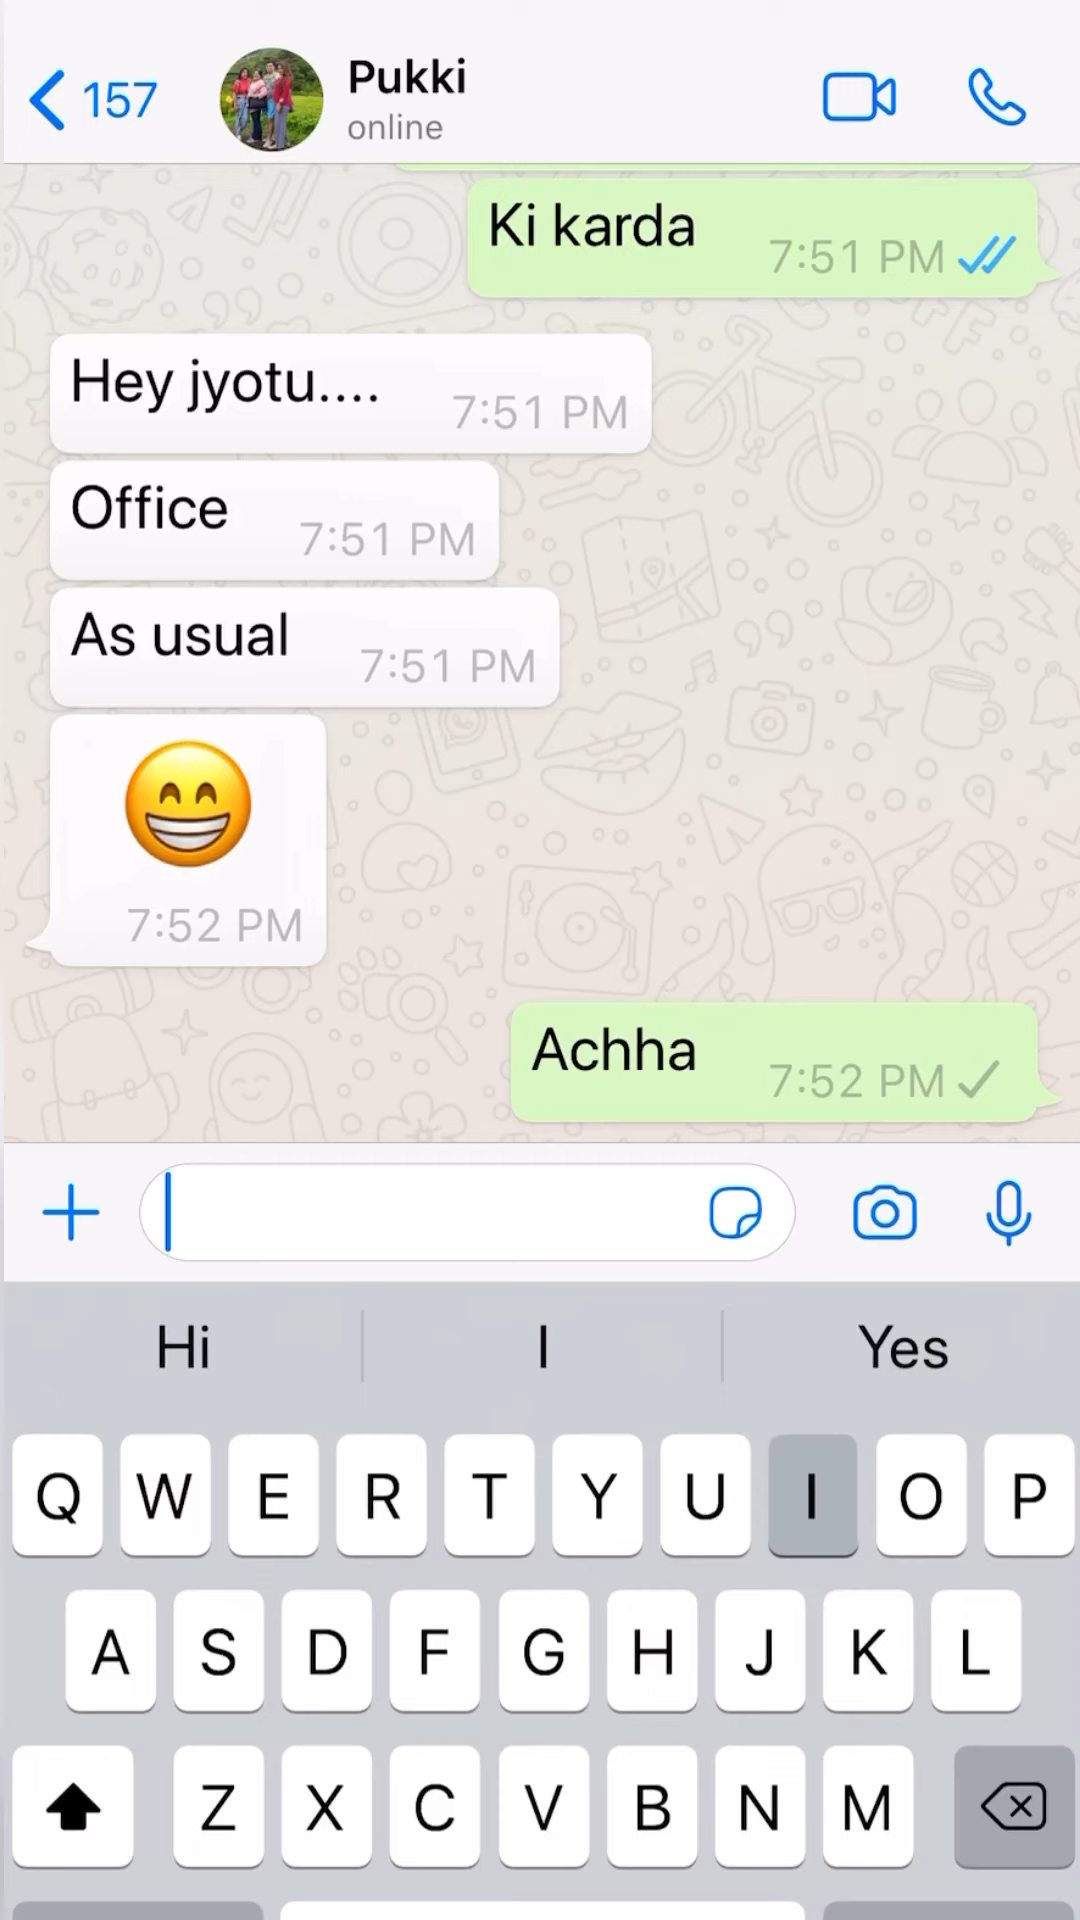 157
Pukki
online
Ki karda
7:51 PM
Hey jyotu....
7:51 PM
Office
7:51 PM
As usual
7:51 PM
😁
7:52 PM
Achha
7:52 PM
Hi I Yes
Q W E R T Y U I O P
A S D F G H J K L
Z X C V B N M